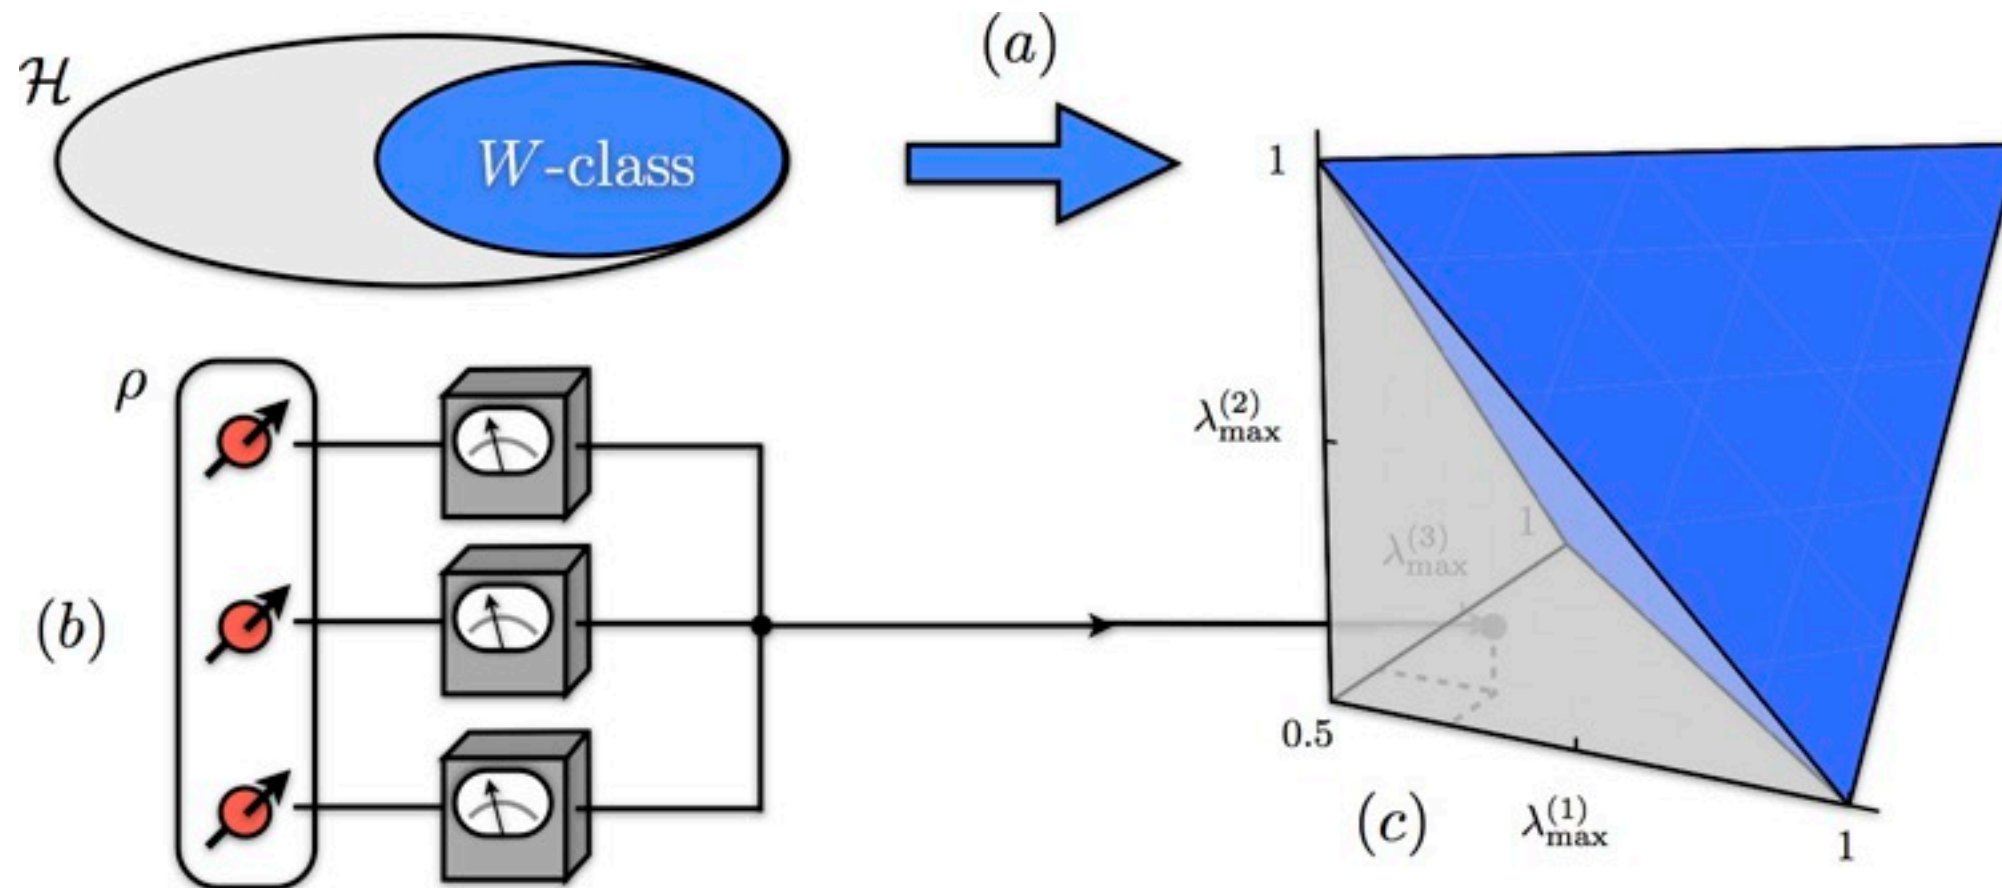 (a)
ℋ
W-class
1
ρ
λ_max^(2)
1
λ_max^(3)
(b)
0.5
(c)
λ_max^(1)
1